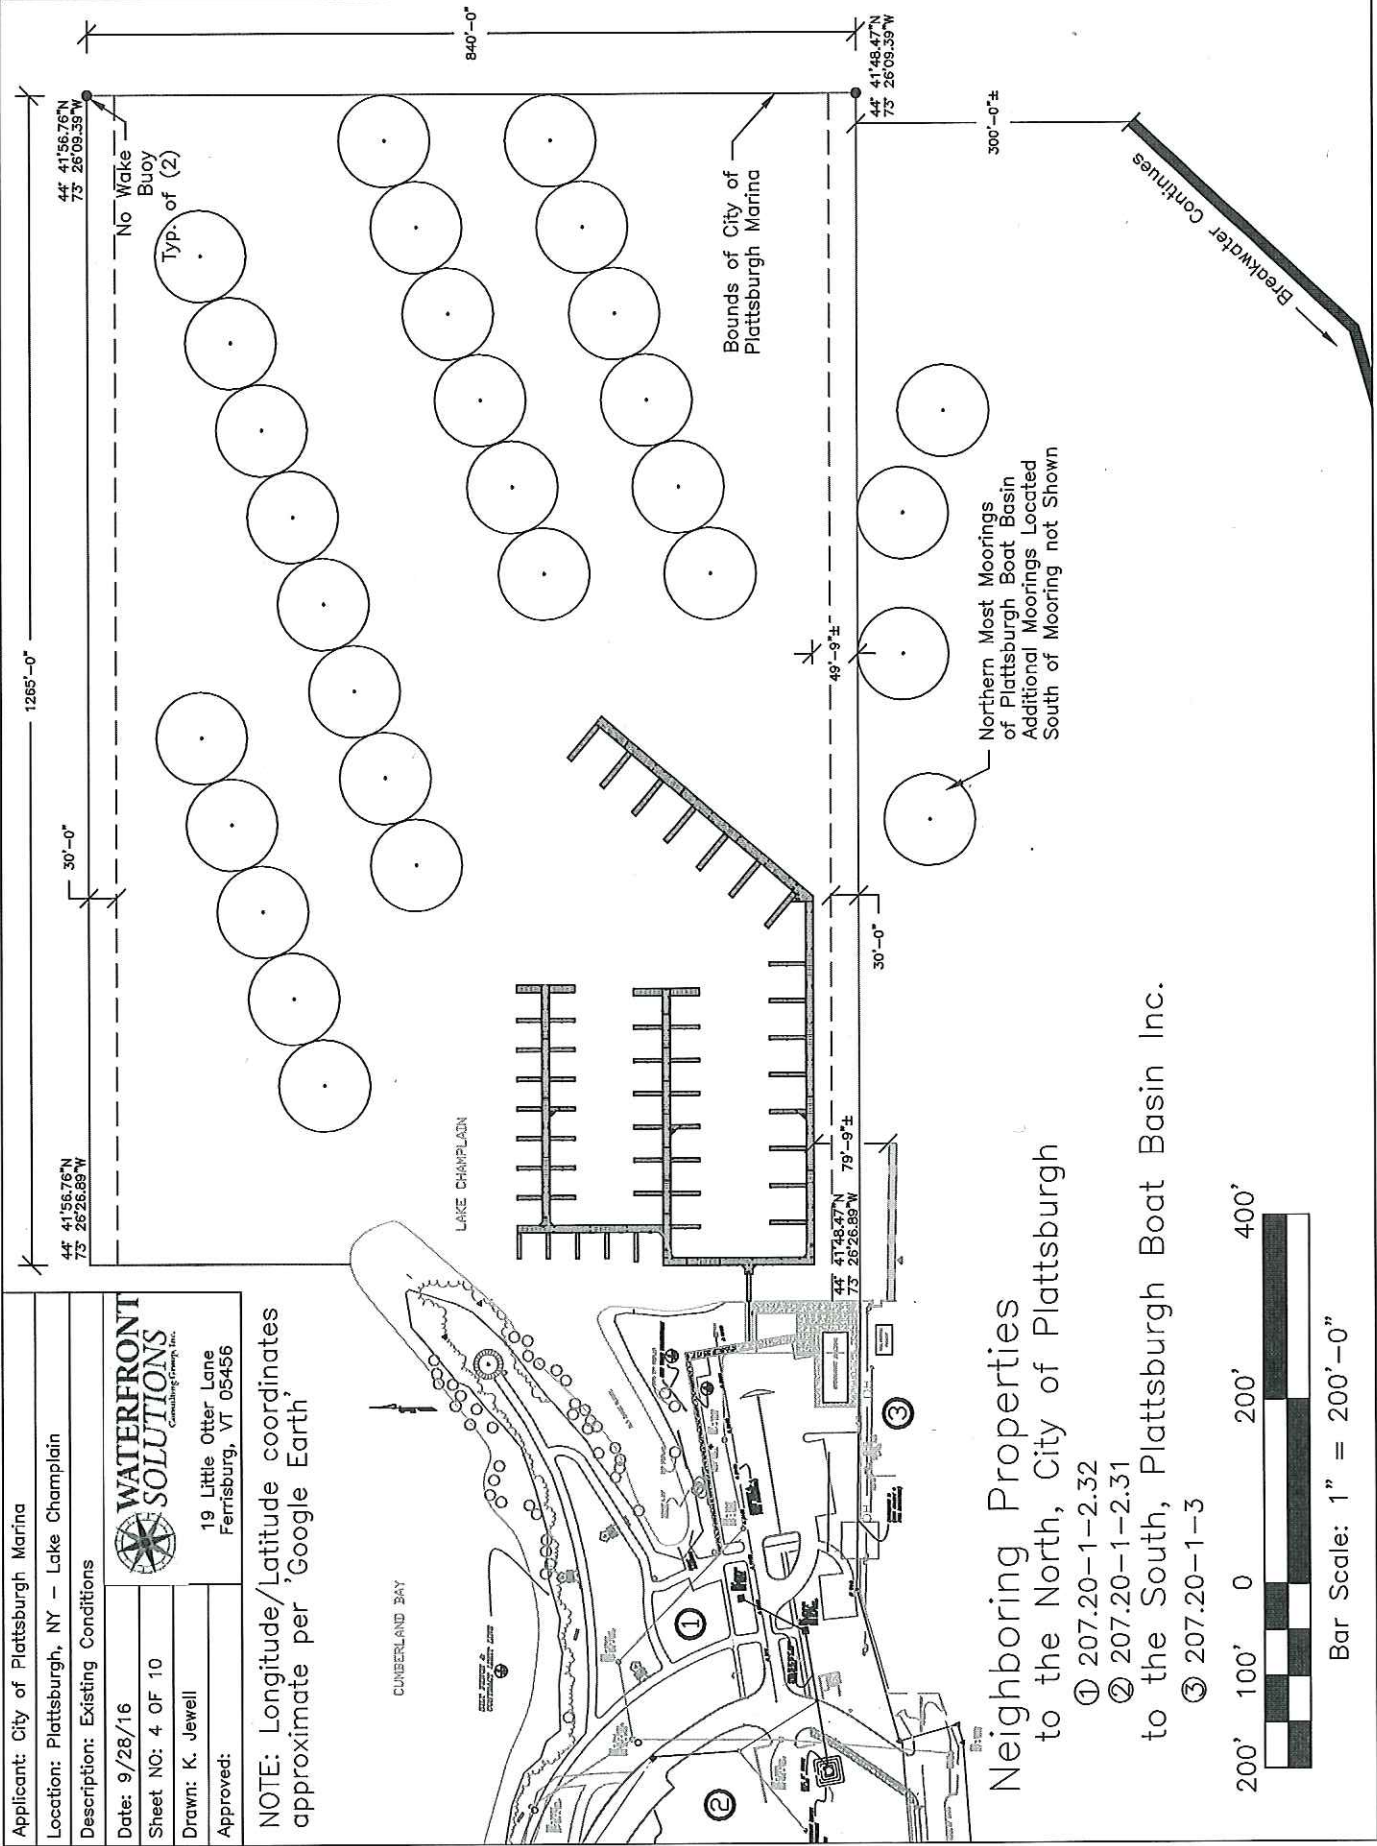 Applicant: City of Plattsburgh Marina
Location: Plattsburgh, NY – Lake Champlain
Description: Existing Conditions
Date: 9/28/16
Sheet NO: 4 OF 10
Drawn: K. Jewell
Approved:
WATERFRONT
SOLUTIONS
Consulting Group, Inc.
19 Little Otter Lane
Ferrisburg, VT 05456
NOTE: Longitude/Latitude coordinates
approximate per 'Google Earth'
1265'-0"
840'-0"
44° 41'56.76"N
73° 26'26.89"W
44° 41'56.76"N
73° 26'09.39"W
No Wake
Buoy
Typ. of (2)
30'-0"
LAKE CHAMPLAIN
CUMBERLAND BAY
Bounds of City of
Plattsburgh Marina
44° 41'48.47"N
73° 26'09.39"W
300'-0"±
Breakwater Continues
49'-9"±
30'-0"
79'-9"±
44° 41'48.47"N
73° 26'26.89"W
Northern Most Moorings
of Plattsburgh Boat Basin
Additional Moorings Located
South of Mooring not Shown
1
2
3
Neighboring Properties
to the North, City of Plattsburgh
① 207.20-1-2.32
② 207.20-1-2.31
to the South, Plattsburgh Boat Basin Inc.
③ 207.20-1-3
200' 100' 0 200' 400'
Bar Scale: 1" = 200'-0"